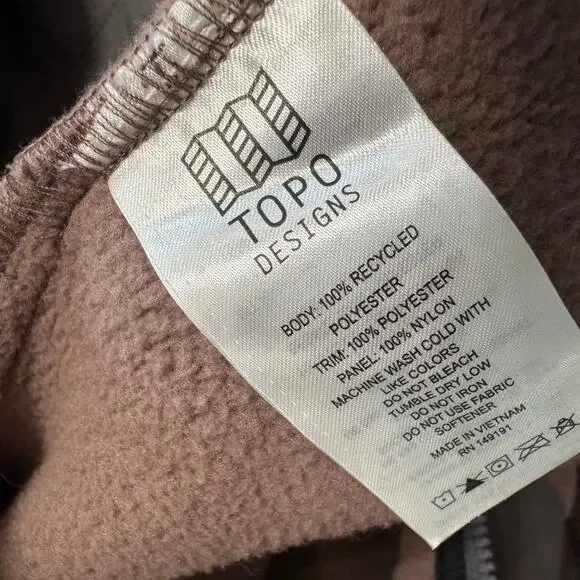 TOPO
DESIGNS
BODY: 100% RECYCLED
POLYESTER
TRIM: 100% POLYESTER
PANEL: 100% NYLON
MACHINE WASH COLD WITH
LIKE COLORS
DO NOT BLEACH
TUMBLE DRY LOW
DO NOT IRON
DO NOT USE FABRIC
SOFTENER
MADE IN VIETNAM
RN 149191